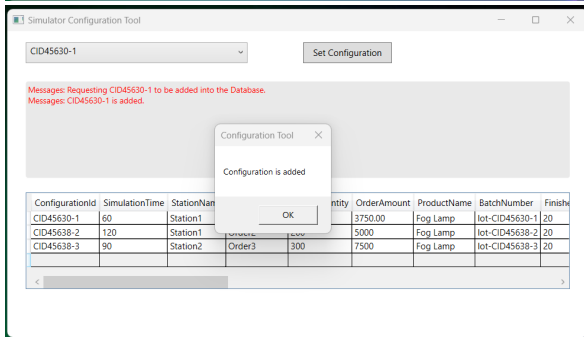 Simulator Configuration Tool
CID45630-1
Set Configuration
Messages: Requesting CID45630-1 to be added into the Database.
Messages: CID45630-1 is added.
Configuration Tool
Configuration is added
OK
ConfigurationId SimulationTime StationNam ntity OrderAmount ProductName BatchNumber Finishe
CID45630-1 60 Station1 3750.00 Fog Lamp lot-CID45630-1 20
CID45638-2 120 Station1 Order2 200 5000 Fog Lamp lot-CID45638-2 20
CID45638-3 90 Station2 Order3 300 7500 Fog Lamp lot-CID45638-3 20